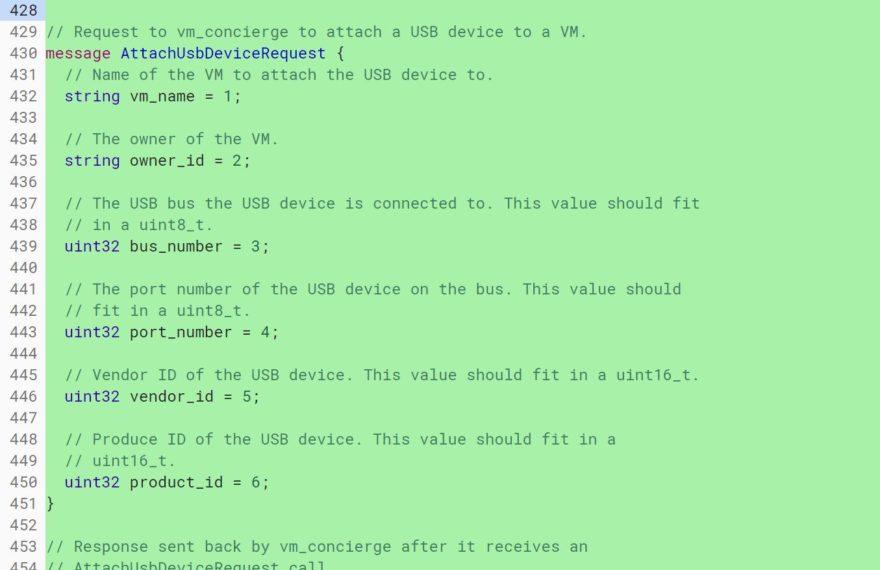 428
429 // Request to vm_concierge to attach a USB device to a VM.
430 message AttachUsbDeviceRequest {
431 // Name of the VM to attach the USB device to.
432 string vm_name = 1;
433
434 // The owner of the VM.
435 string owner_id = 2;
436
437 // The USB bus the USB device is connected to. This value should fit
438 // in a uint8_t.
439 uint32 bus_number = 3;
440
441 // The port number of the USB device on the bus. This value should
442 // fit in a uint8_t.
443 uint32 port_number = 4;
444
445 // Vendor ID of the USB device. This value should fit in a uint16_t.
446 uint32 vendor_id = 5;
447
448 // Produce ID of the USB device. This value should fit in a
449 // uint16_t.
450 uint32 product_id = 6;
451 }
452
453 // Response sent back by vm_concierge after it receives an
454 // AttachUsbDeviceRequest call